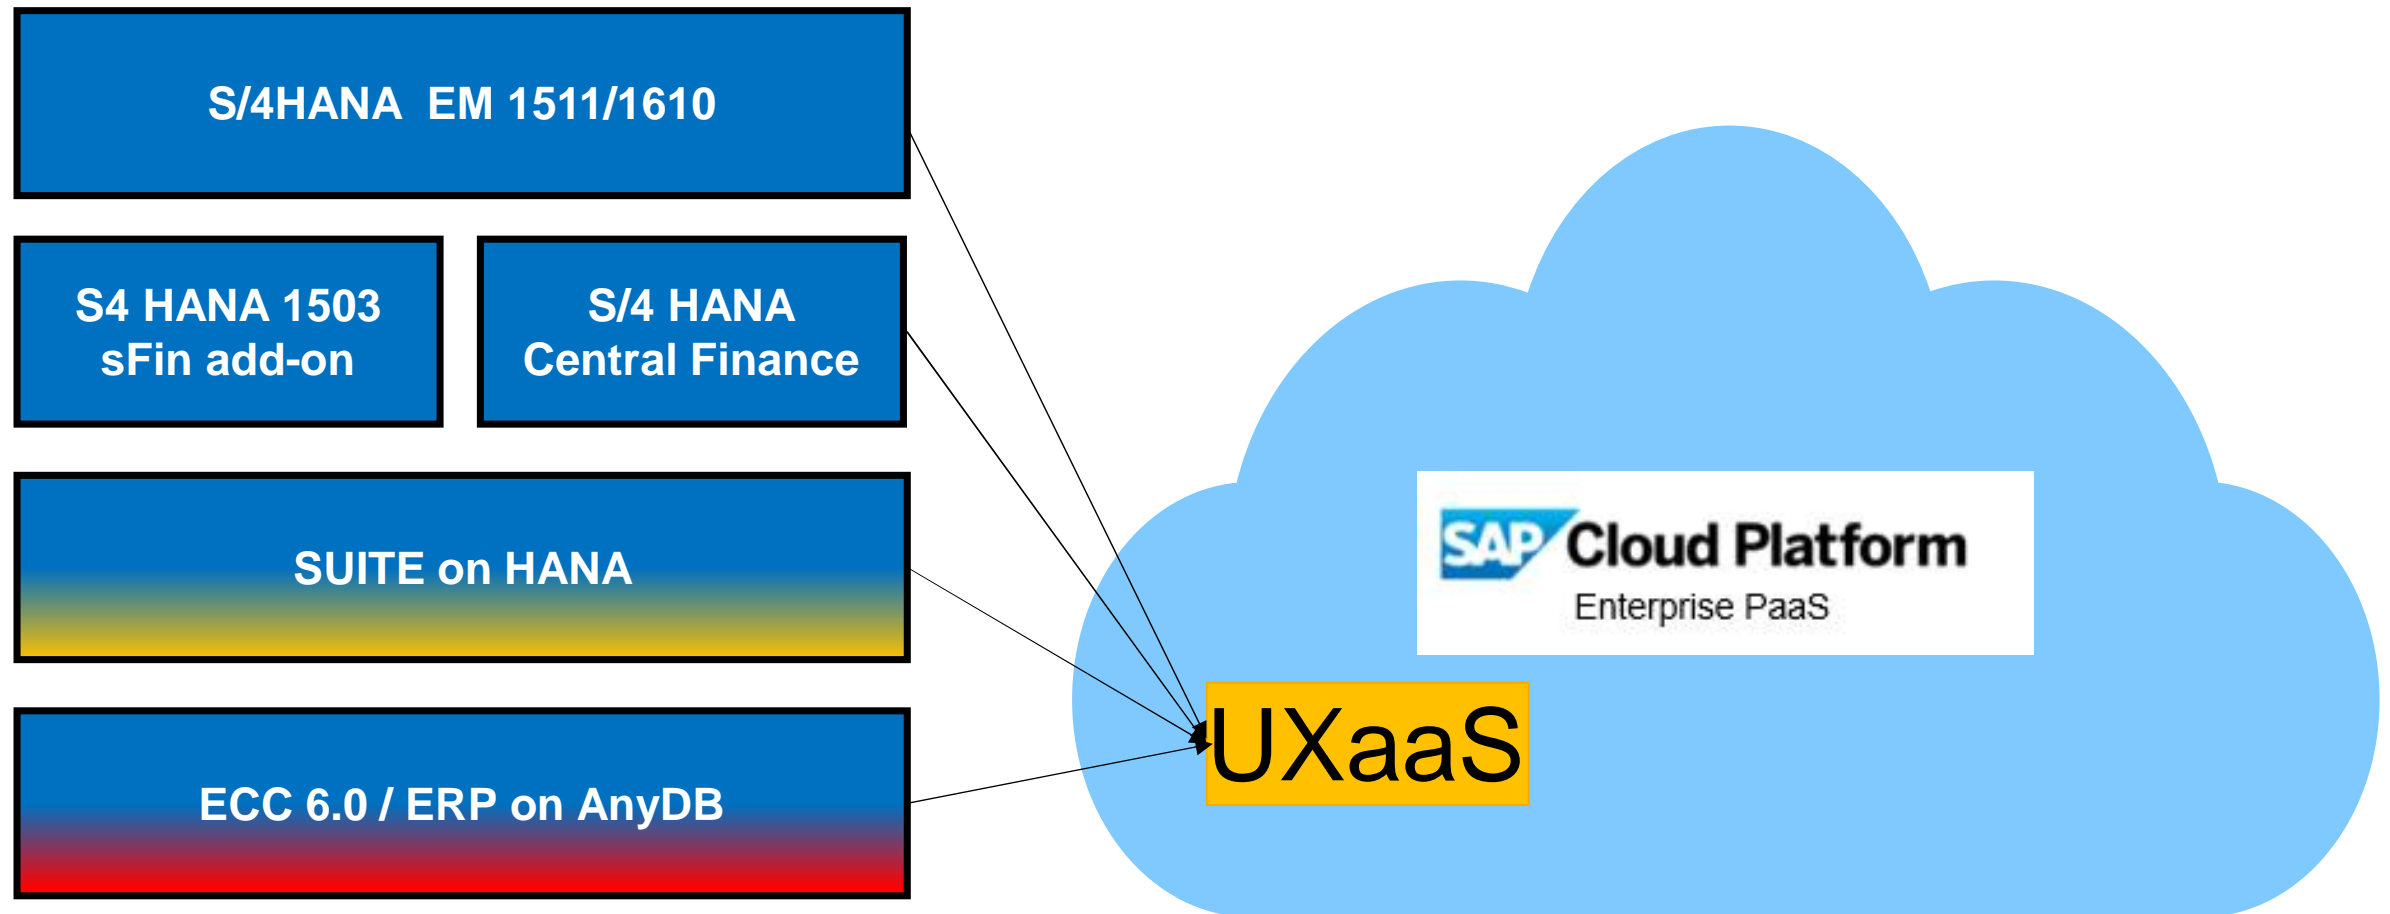 S/4HANA  EM 1511/1610
S4 HANA 1503
sFin add-on
S/4 HANA
Central Finance
SUITE on HANA
ECC 6.0 / ERP on AnyDB
SAP Cloud Platform
Enterprise PaaS
UXaaS